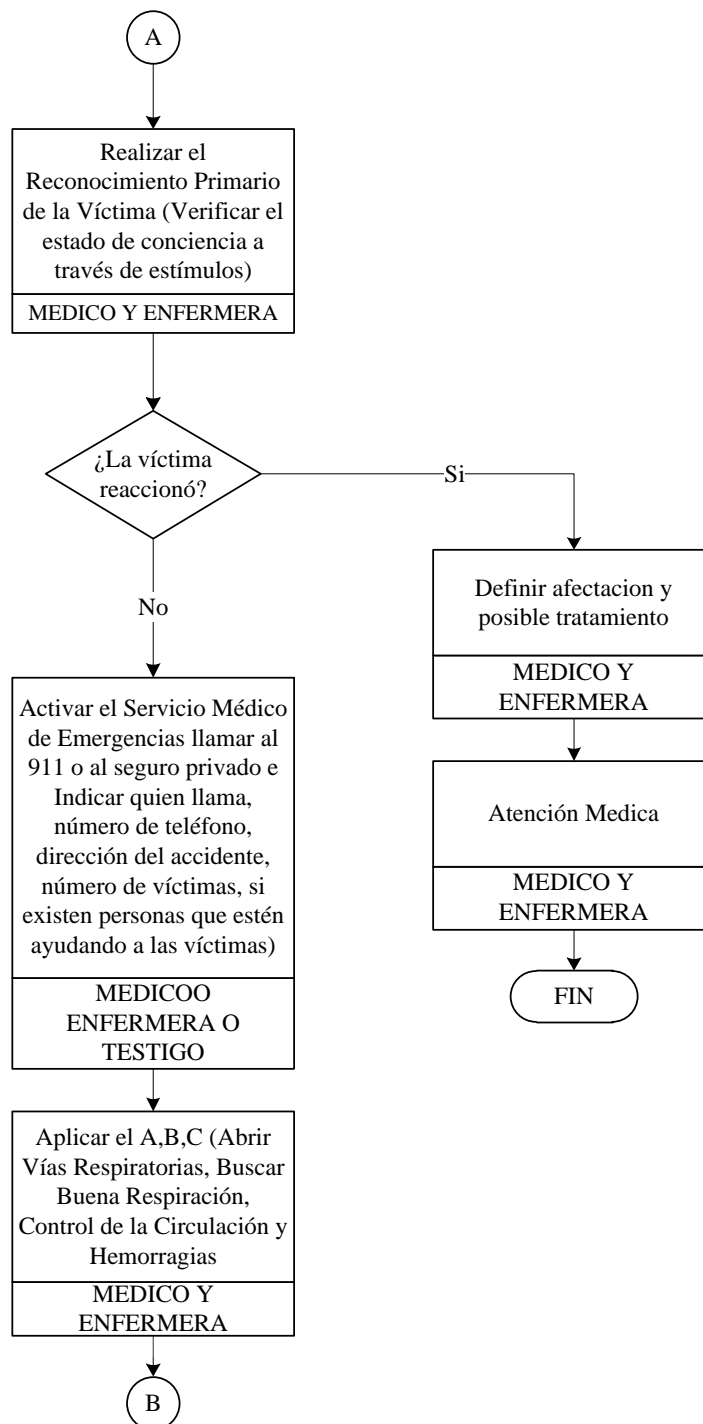 A
Realizar el
Reconocimiento Primario
de la Víctima (Verificar el
estado de conciencia a
través de estímulos)
MEDICO Y ENFERMERA
¿La víctima
reaccionó?
Si
No
Definir afectacion y
posible tratamiento
MEDICO Y
ENFERMERA
Atención Medica
MEDICO Y
ENFERMERA
FIN
Activar el Servicio Médico
de Emergencias llamar al
911 o al seguro privado e
Indicar quien llama,
número de teléfono,
dirección del accidente,
número de víctimas, si
existen personas que estén
ayudando a las víctimas)
MEDICOO
ENFERMERA O
TESTIGO
Aplicar el A,B,C (Abrir
Vías Respiratorias, Buscar
Buena Respiración,
Control de la Circulación y
Hemorragias
MEDICO Y
ENFERMERA
B